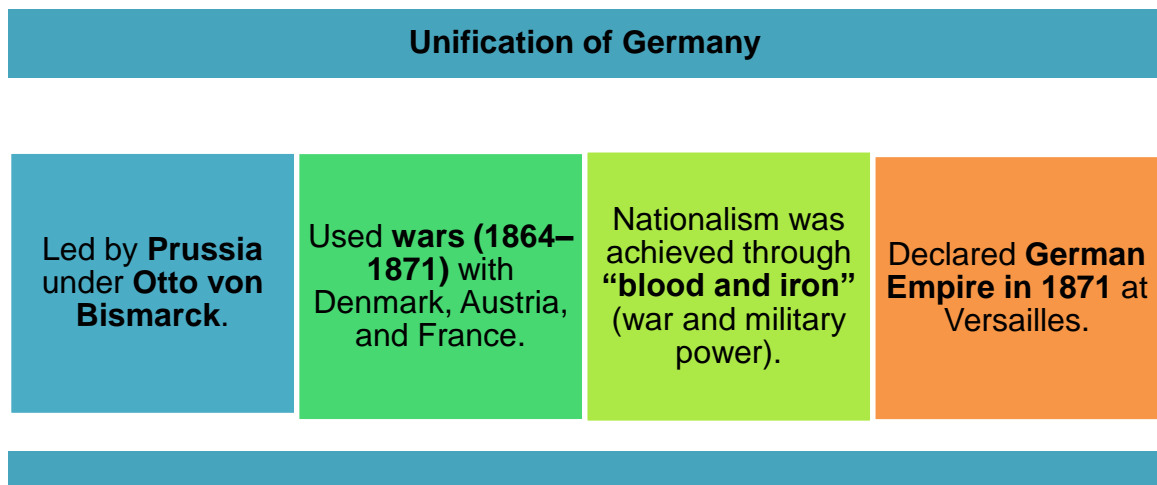 Unification of Germany
Led by Prussia
under Otto von
Bismarck.
Used wars (1864–
1871) with
Denmark, Austria,
and France.
Nationalism was
achieved through
“blood and iron”
(war and military
power).
Declared German
Empire in 1871 at
Versailles.